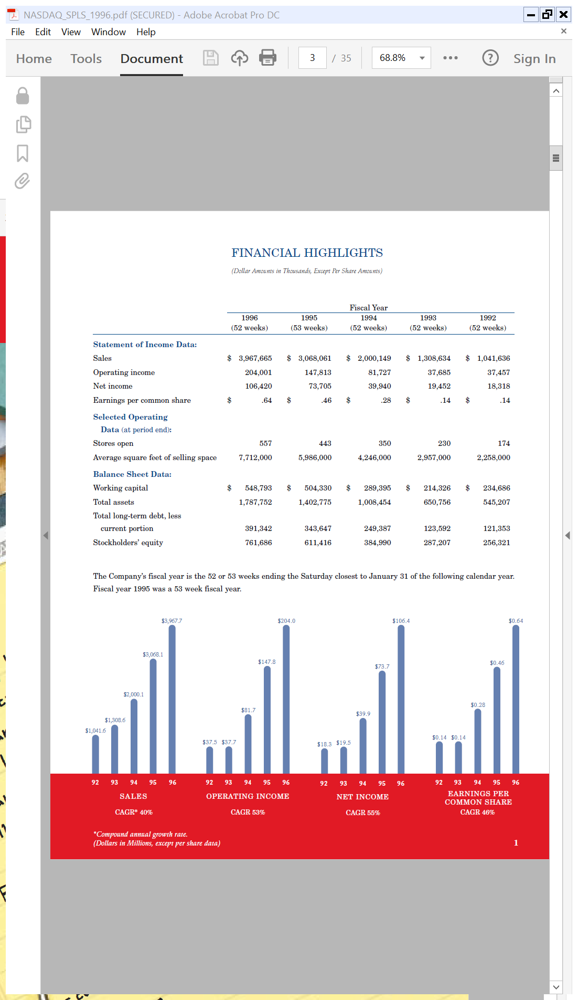 NASDAQ_SPLS_1996.pdf (SECURED) - Adobe Acrobat Pro DC
File Edit View Window Help
Home Tools Document 3 / 35 68.8% Sign In
FINANCIAL HIGHLIGHTS
(Dollar Amounts in Thousands, Except Per Share Amounts)
Fiscal Year
1996 1995 1994 1993 1992
(52 weeks) (53 weeks) (52 weeks) (52 weeks) (52 weeks)
Statement of Income Data:
Sales $ 3,967,665 $ 3,068,061 $ 2,000,149 $ 1,308,634 $ 1,041,636
Operating income 204,001 147,813 81,727 37,685 37,457
Net income 106,420 73,705 39,940 19,452 18,318
Earnings per common share $ .64 $ .46 $ .28 $ .14 $ .14
Selected Operating
Data (at period end):
Stores open 557 443 350 230 174
Average square feet of selling space 7,712,000 5,986,000 4,246,000 2,957,000 2,258,000
Balance Sheet Data:
Working capital $ 548,793 $ 504,330 $ 289,395 $ 214,326 $ 234,686
Total assets 1,787,752 1,402,775 1,008,454 650,756 545,207
Total long-term debt, less
current portion 391,342 343,647 249,387 123,592 121,353
Stockholders' equity 761,686 611,416 384,990 287,207 256,321
The Company's fiscal year is the 52 or 53 weeks ending the Saturday closest to January 31 of the following calendar year.
Fiscal year 1995 was a 53 week fiscal year.
$1,041.6 $1,308.6 $2,000.1 $3,068.1 $3,967.7
92 93 94 95 96
SALES
CAGR* 40%
$37.5 $37.7 $81.7 $147.8 $204.0
92 93 94 95 96
OPERATING INCOME
CAGR 53%
$18.3 $19.5 $39.9 $73.7 $106.4
92 93 94 95 96
NET INCOME
CAGR 55%
$0.14 $0.14 $0.28 $0.46 $0.64
92 93 94 95 96
EARNINGS PER
COMMON SHARE
CAGR 46%
*Compound annual growth rate.
(Dollars in Millions, except per share data)
1